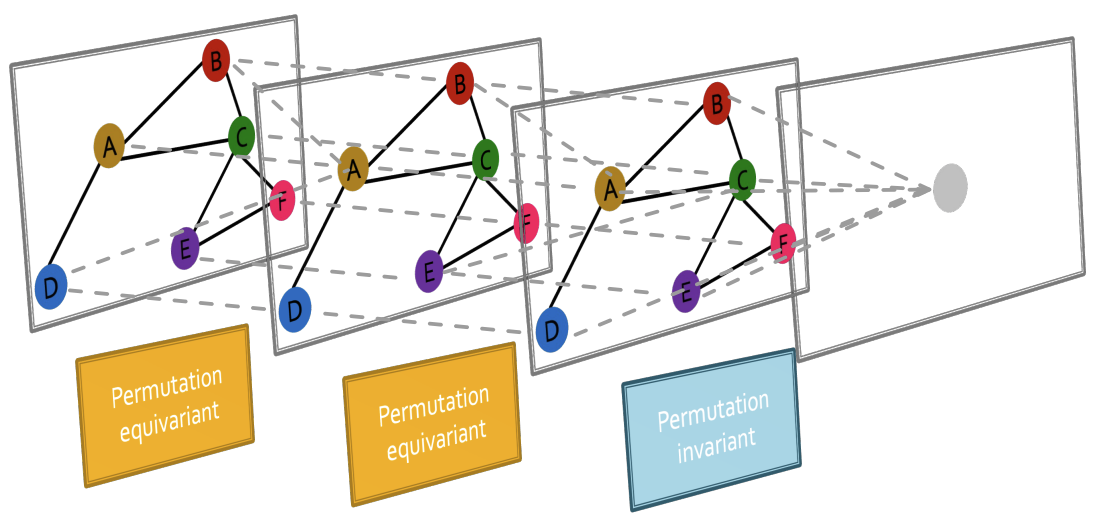 B
A
C
F
E
D
B
A
C
F
E
D
B
A
C
F
E
D
Permutation
equivariant
Permutation
equivariant
Permutation
invariant